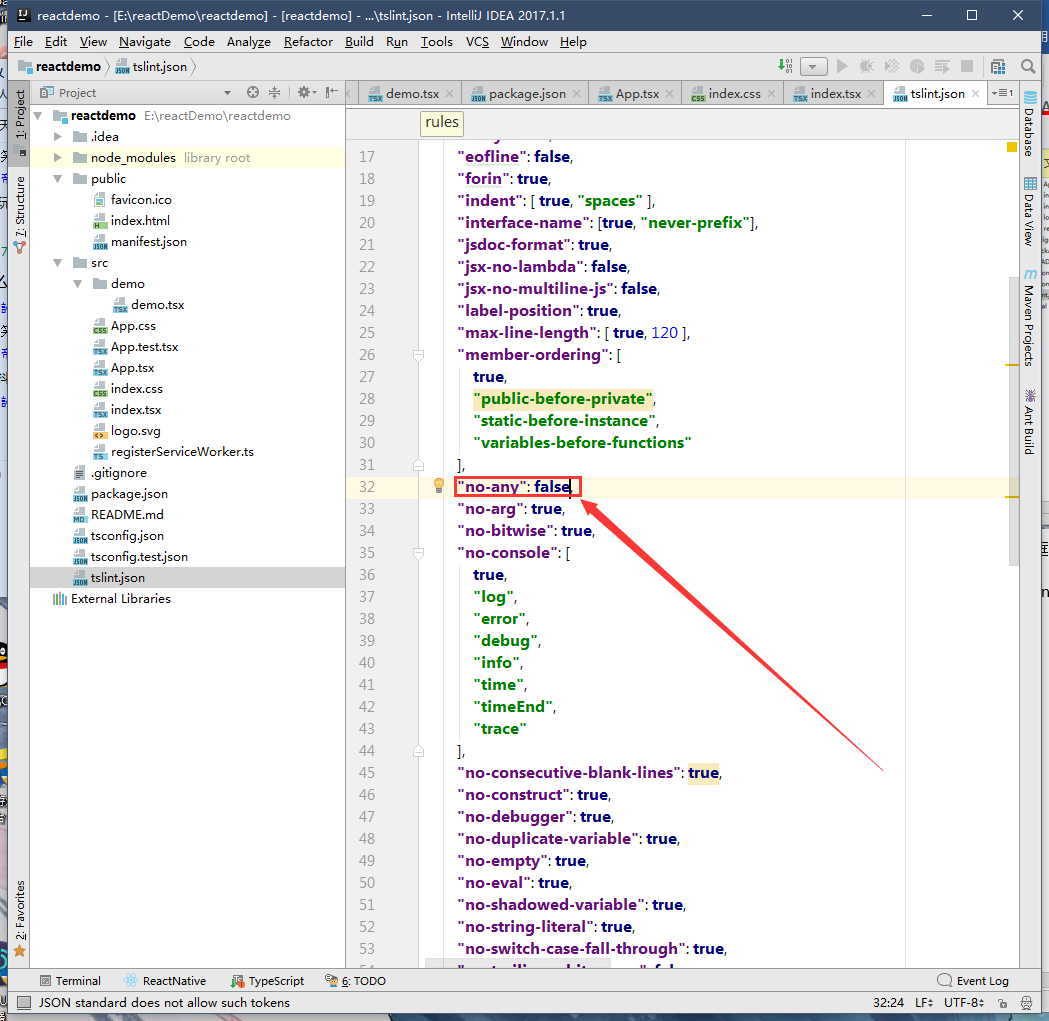 reactdemo - [E:\reactDemo\reactdemo] - [reactdemo] - ...\tslint.json - IntelliJ IDEA 2017.1.1
File Edit View Navigate Code Analyze Refactor Build Run Tools VCS Window Help
reactdemo tslint.json
Project
demo.tsx package.json App.tsx index.css index.tsx tslint.json
1: Project
7: Structure
2: Favorites
reactdemo E:\reactDemo\reactdemo
.idea
node_modules library root
public
favicon.ico
index.html
manifest.json
src
demo
demo.tsx
App.css
App.test.tsx
App.tsx
index.css
index.tsx
logo.svg
registerServiceWorker.ts
.gitignore
package.json
README.md
tsconfig.json
tsconfig.test.json
tslint.json
External Libraries
rules
17 "eofline": false,
18 "forin": true,
19 "indent": [ true, "spaces" ],
20 "interface-name": [true, "never-prefix"],
21 "jsdoc-format": true,
22 "jsx-no-lambda": false,
23 "jsx-no-multiline-js": false,
24 "label-position": true,
25 "max-line-length": [ true, 120 ],
26 "member-ordering": [
27 true,
28 "public-before-private",
29 "static-before-instance",
30 "variables-before-functions"
31 ],
32 "no-any": false,
33 "no-arg": true,
34 "no-bitwise": true,
35 "no-console": [
36 true,
37 "log",
38 "error",
39 "debug",
40 "info",
41 "time",
42 "timeEnd",
43 "trace"
44 ],
45 "no-consecutive-blank-lines": true,
46 "no-construct": true,
47 "no-debugger": true,
48 "no-duplicate-variable": true,
49 "no-empty": true,
50 "no-eval": true,
51 "no-shadowed-variable": true,
52 "no-string-literal": true,
53 "no-switch-case-fall-through": true,
Database
Data View
Maven Projects
Ant Build
Terminal ReactNative TypeScript 6: TODO Event Log
JSON standard does not allow such tokens 32:24 LF UTF-8